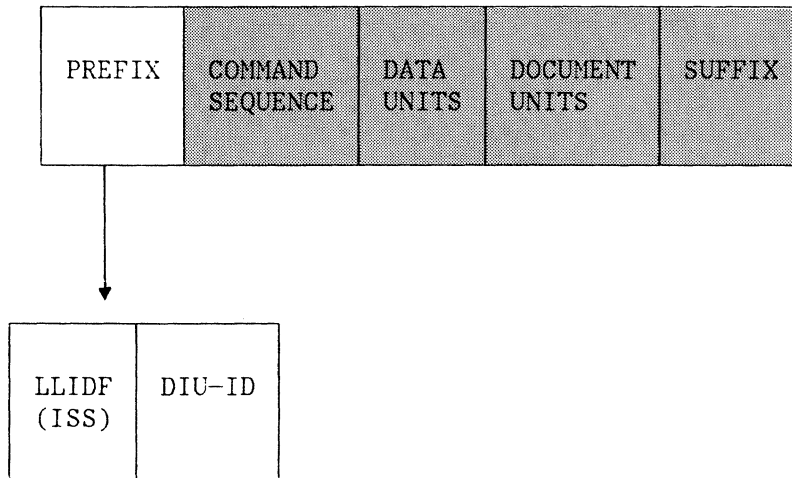 PREFIX
COMMAND
SEQUENCE
DATA
UNITS
DOCUMENT
UNITS
SUFFIX
LLIDF
(ISS)
DIU-ID